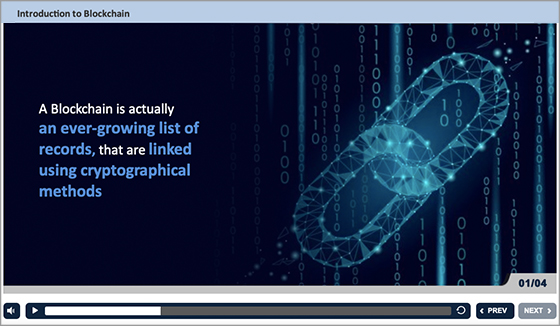 Introduction to Blockchain
A Blockchain is actually
an ever-growing list of
records, that are linked
using cryptographical
methods
01/04
PREV
NEXT